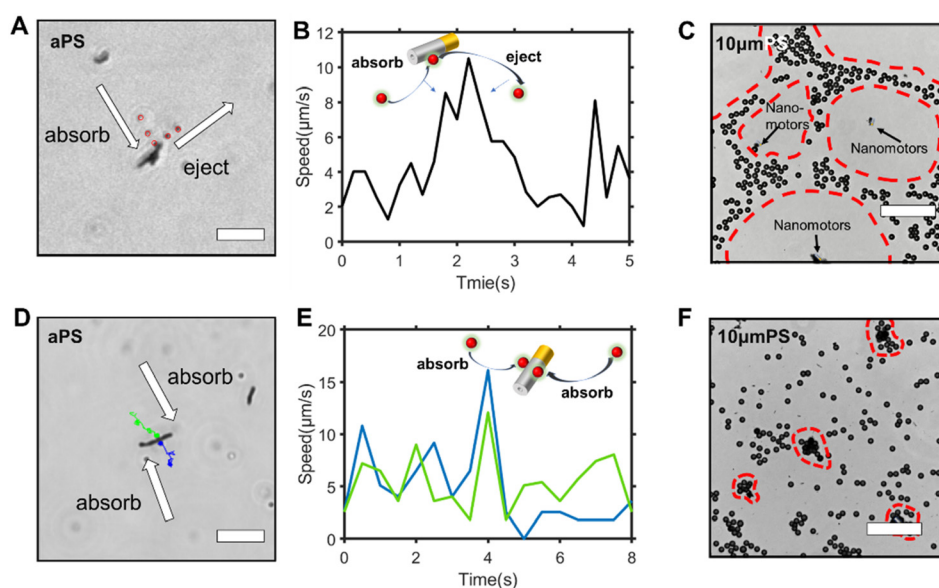 A
aPS
absorb
eject
B
Speed(μm/s)
12
10
8
6
4
2
0
absorb
eject
0 1 2 3 4 5
Tmie(s)
C
10μm
Nano-
motors
Nanomotors
Nanomotors
D
aPS
absorb
absorb
E
Speed(μm/s)
20
15
10
5
0
absorb
absorb
0 2 4 6 8
Time(s)
F
10μmPS